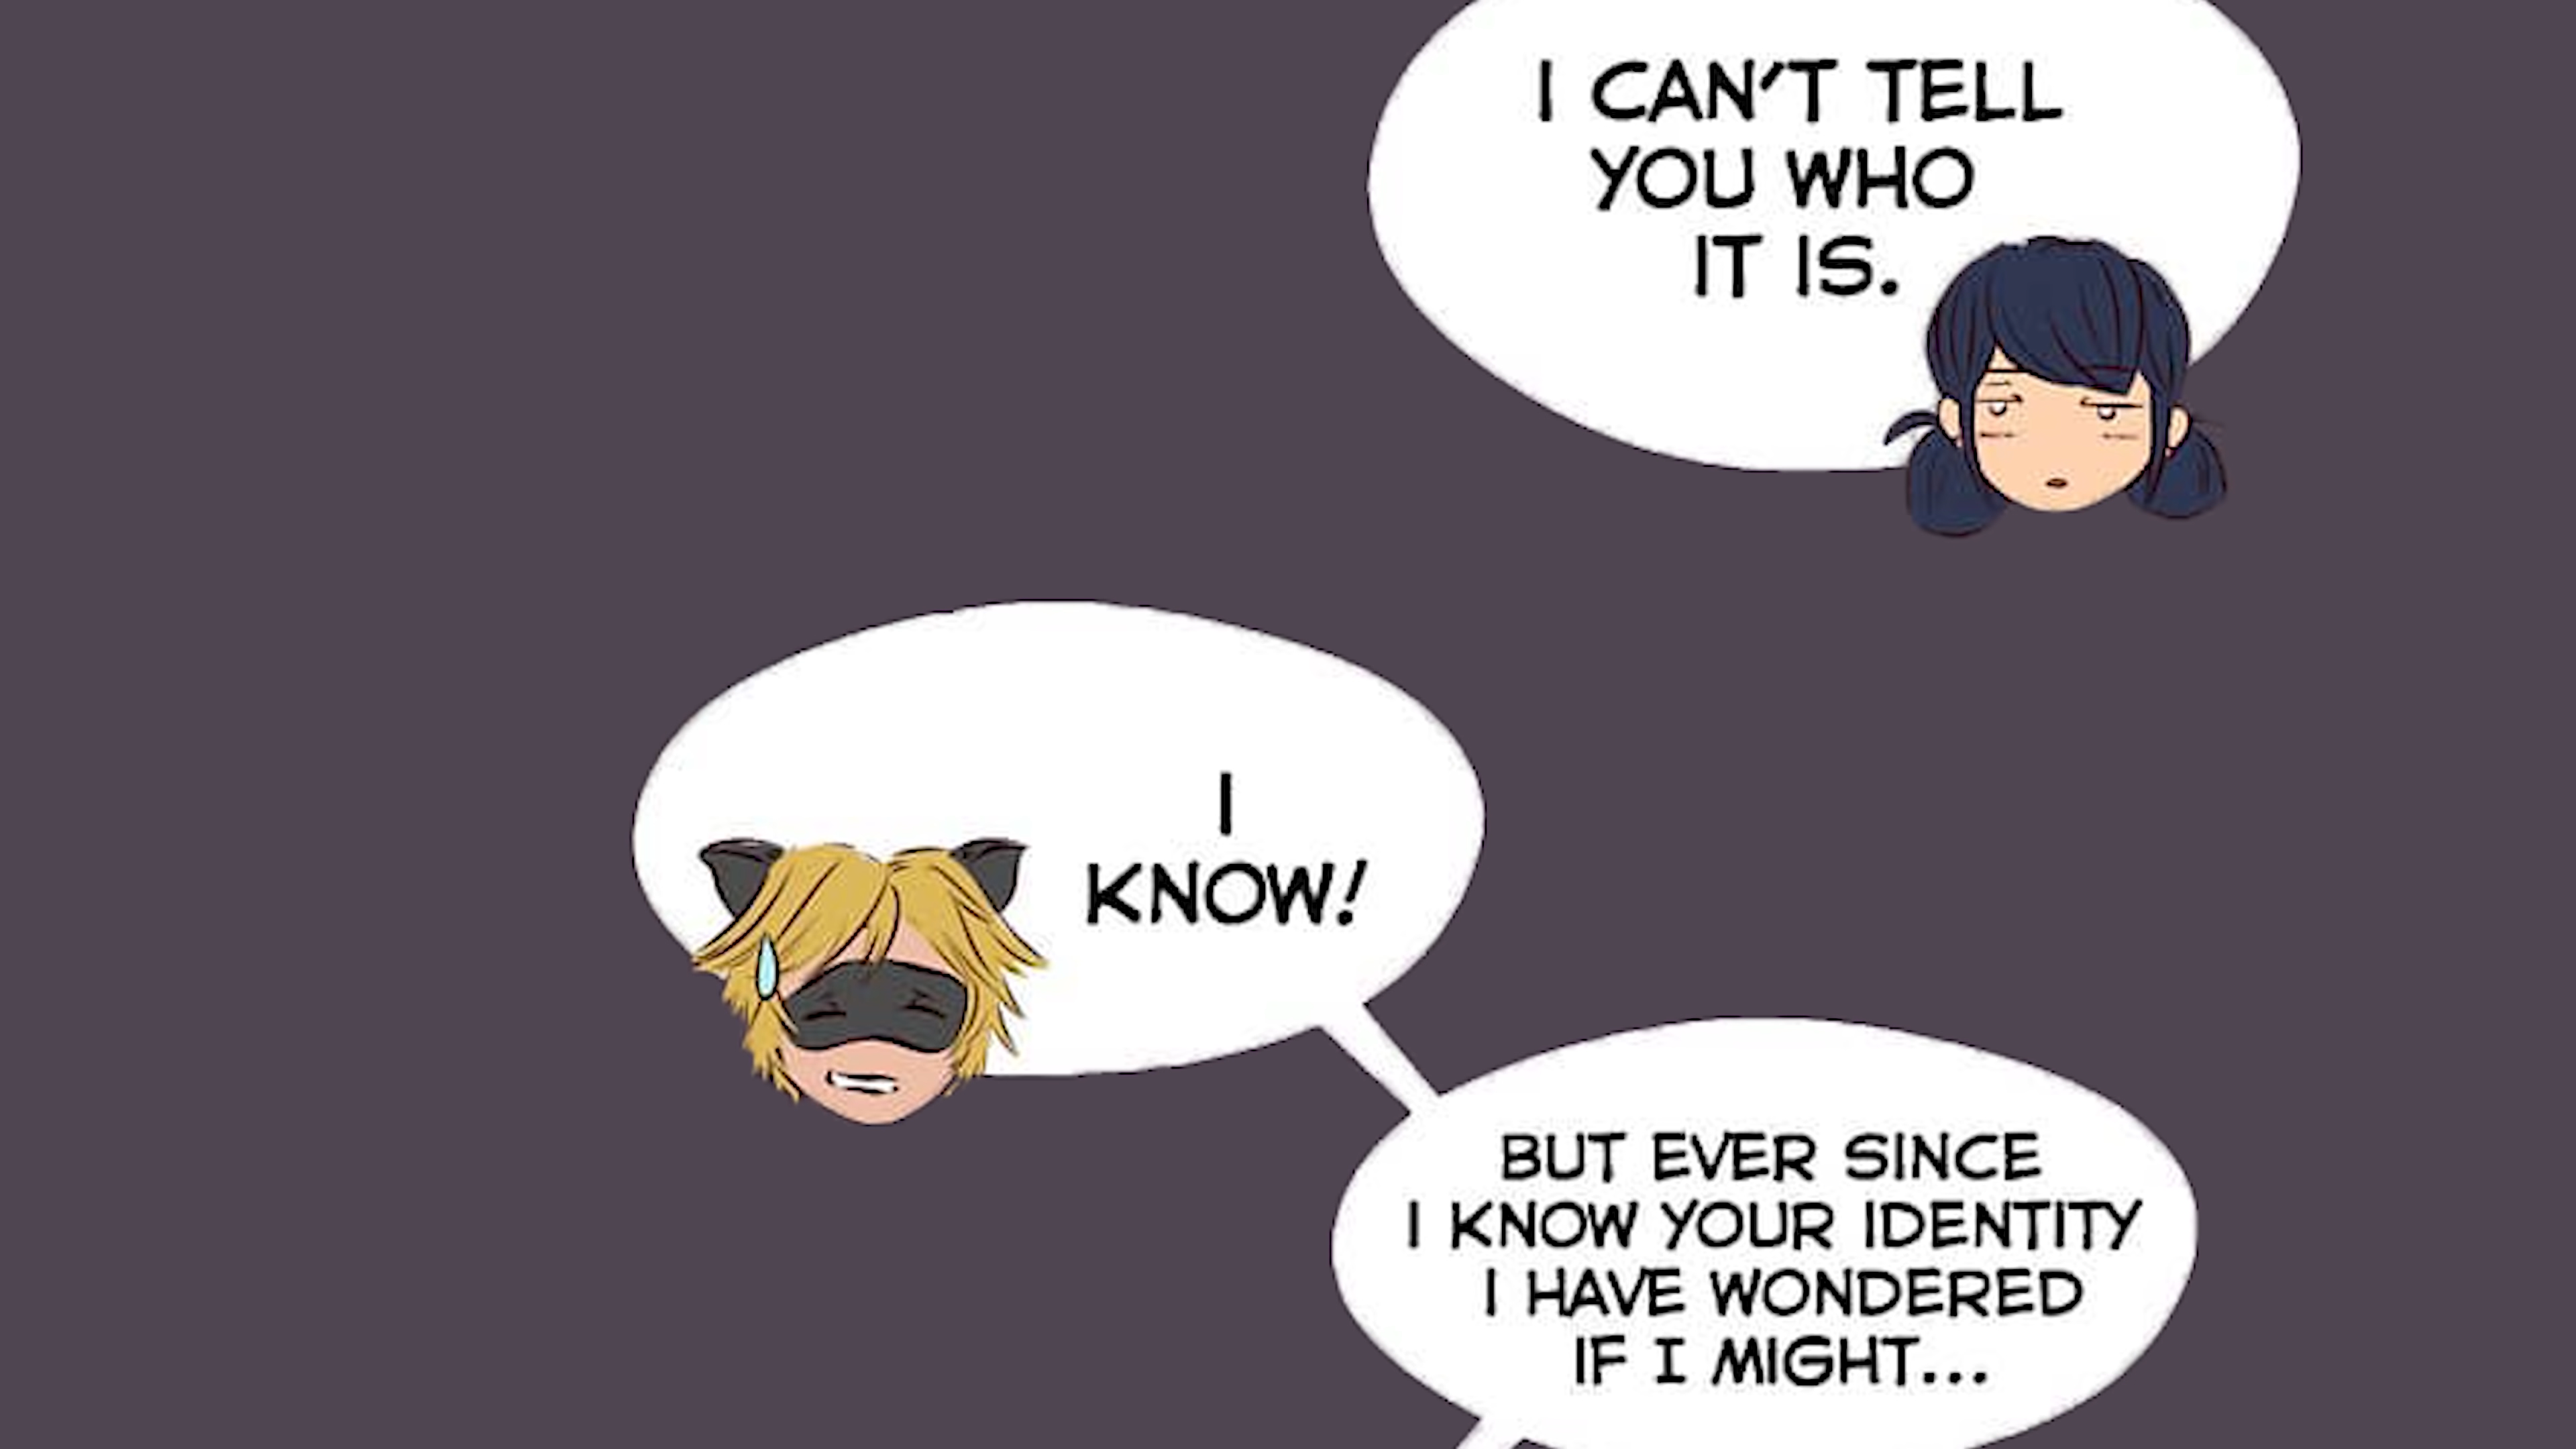 I CAN'T TELL
YOU WHO
IT IS.
I
KNOW!
BUT EVER SINCE
I KNOW YOUR IDENTITY
I HAVE WONDERED
IF I MIGHT...